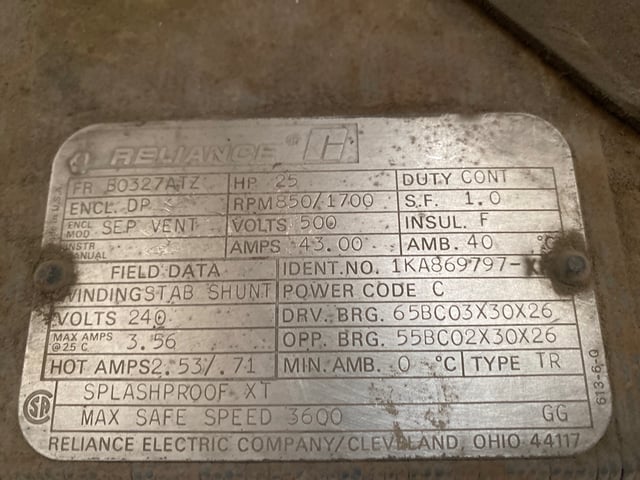 RELIANCE ®
FR B0327ATZ HP 25 DUTY CONT
ENCL. DP RPM 850/1700 S.F. 1.0
ENCL MOD SEP VENT VOLTS 500 INSUL. F
INSTR MANUAL AMPS 43.00 AMB. 40 °C
FIELD DATA IDENT.NO. 1KA869797-
WINDING STAB SHUNT POWER CODE C
VOLTS 240 DRV. BRG. 65BC03X30X26
MAX AMPS @25 C 3.56 OPP. BRG. 55BC02X30X26
HOT AMPS 2.53/.71 MIN. AMB. 0 °C TYPE TR
SPLASHPROOF XT
MAX SAFE SPEED 3600 GG
RELIANCE ELECTRIC COMPANY/CLEVELAND, OHIO 44117
613-6-Q